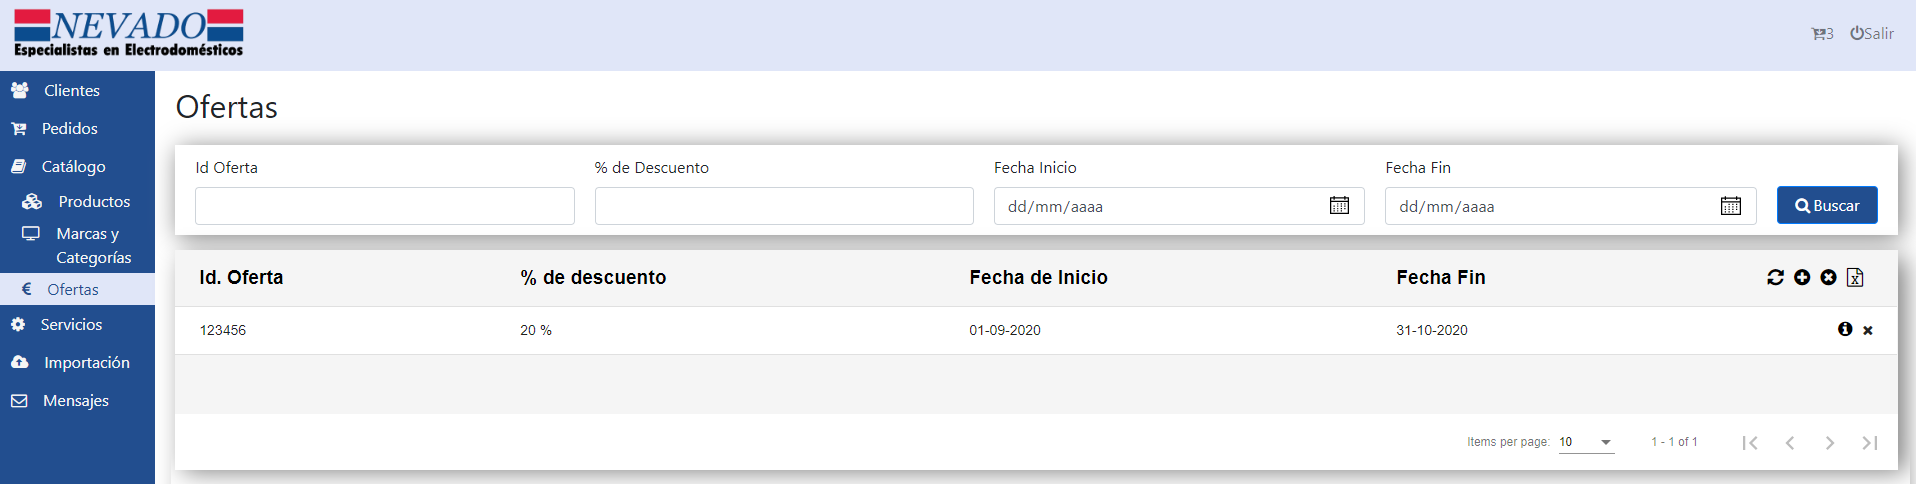 NEVADO
Especialistas en Electrodomésticos
3 Salir
Clientes
Pedidos
Catálogo
Productos
Marcas y
Categorías
€ Ofertas
Servicios
Importación
Mensajes
Ofertas
Id Oferta % de Descuento Fecha Inicio Fecha Fin
dd/mm/aaaa dd/mm/aaaa Buscar
Id. Oferta % de descuento Fecha de Inicio Fecha Fin
123456 20 % 01-09-2020 31-10-2020
Items per page: 10 1 - 1 of 1